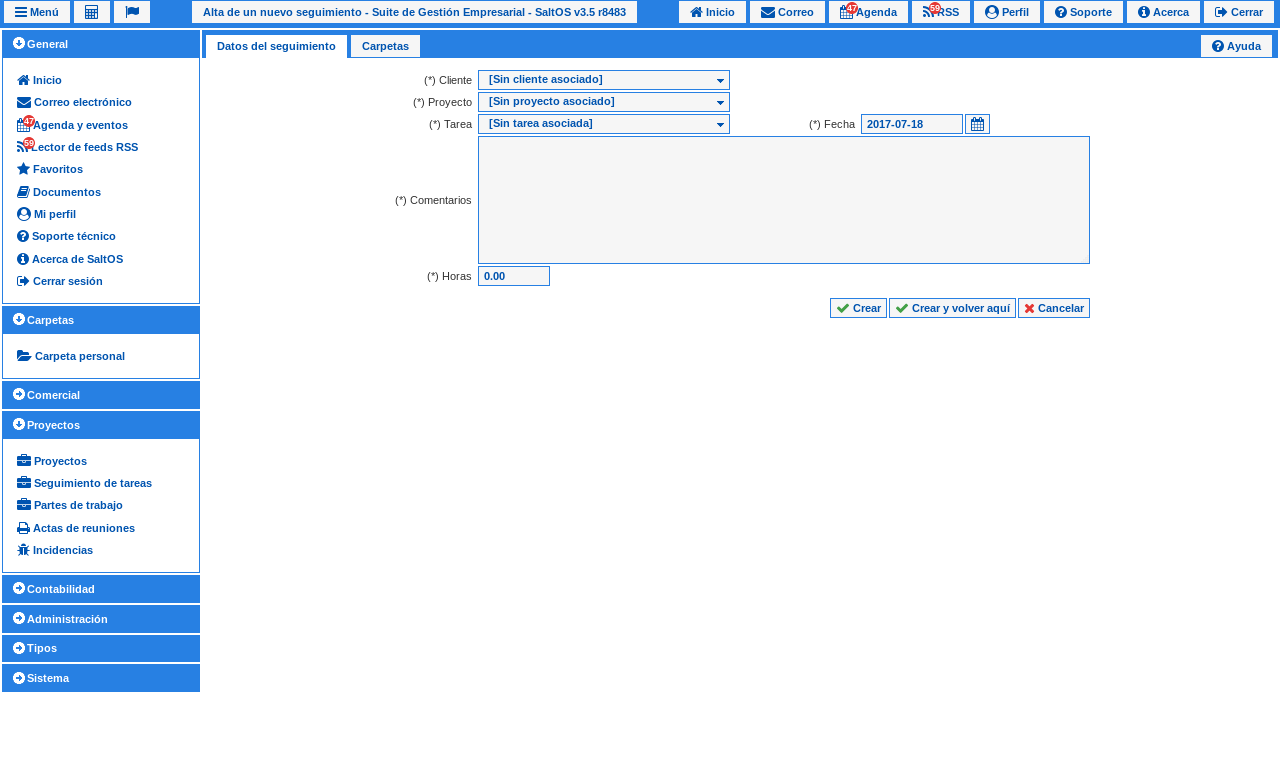 Menú
Alta de un nuevo seguimiento - Suite de Gestión Empresarial - SaltOS v3.5 r8483
Inicio
Correo
47
Agenda
59
RSS
Perfil
Soporte
Acerca
Cerrar
General
Inicio
Correo electrónico
47
Agenda y eventos
59
Lector de feeds RSS
Favoritos
Documentos
Mi perfil
Soporte técnico
Acerca de SaltOS
Cerrar sesión
Carpetas
Carpeta personal
Comercial
Proyectos
Proyectos
Seguimiento de tareas
Partes de trabajo
Actas de reuniones
Incidencias
Contabilidad
Administración
Tipos
Sistema
Datos del seguimiento
Carpetas
Ayuda
(*) Cliente
[Sin cliente asociado]
(*) Proyecto
[Sin proyecto asociado]
(*) Tarea
[Sin tarea asociada]
(*) Fecha
2017-07-18
(*) Comentarios
(*) Horas
0.00
Crear
Crear y volver aquí
Cancelar